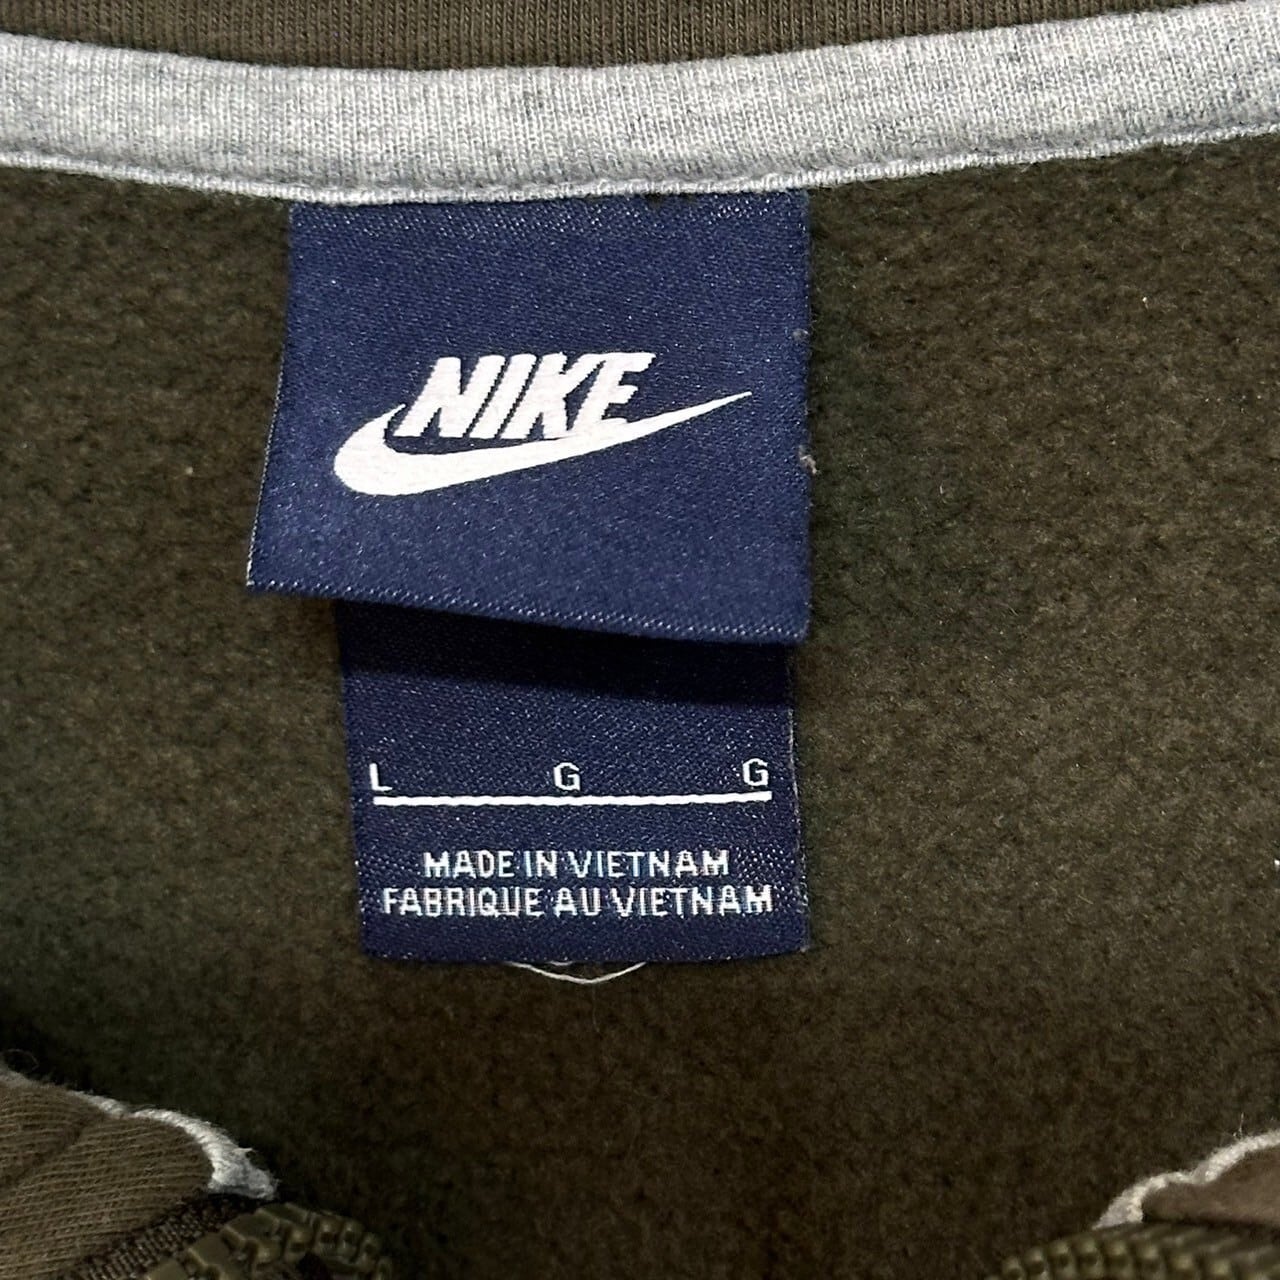 NIKE
L G G
MADE IN VIETNAM
FABRIQUE AU VIETNAM